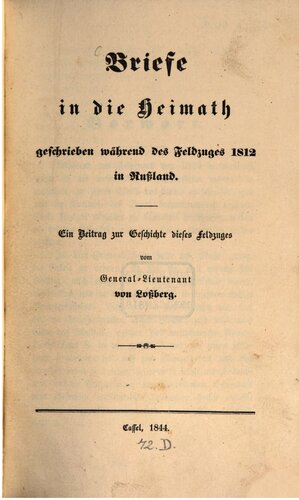 Briefe
in die Heimath
geschrieben während des Feldzuges 1812
in Rußland.
Ein Beitrag zur Geschichte dieses Feldzuges
vom
General-Lieutenant
von Loßberg.
Cassel, 1844.
72. D.